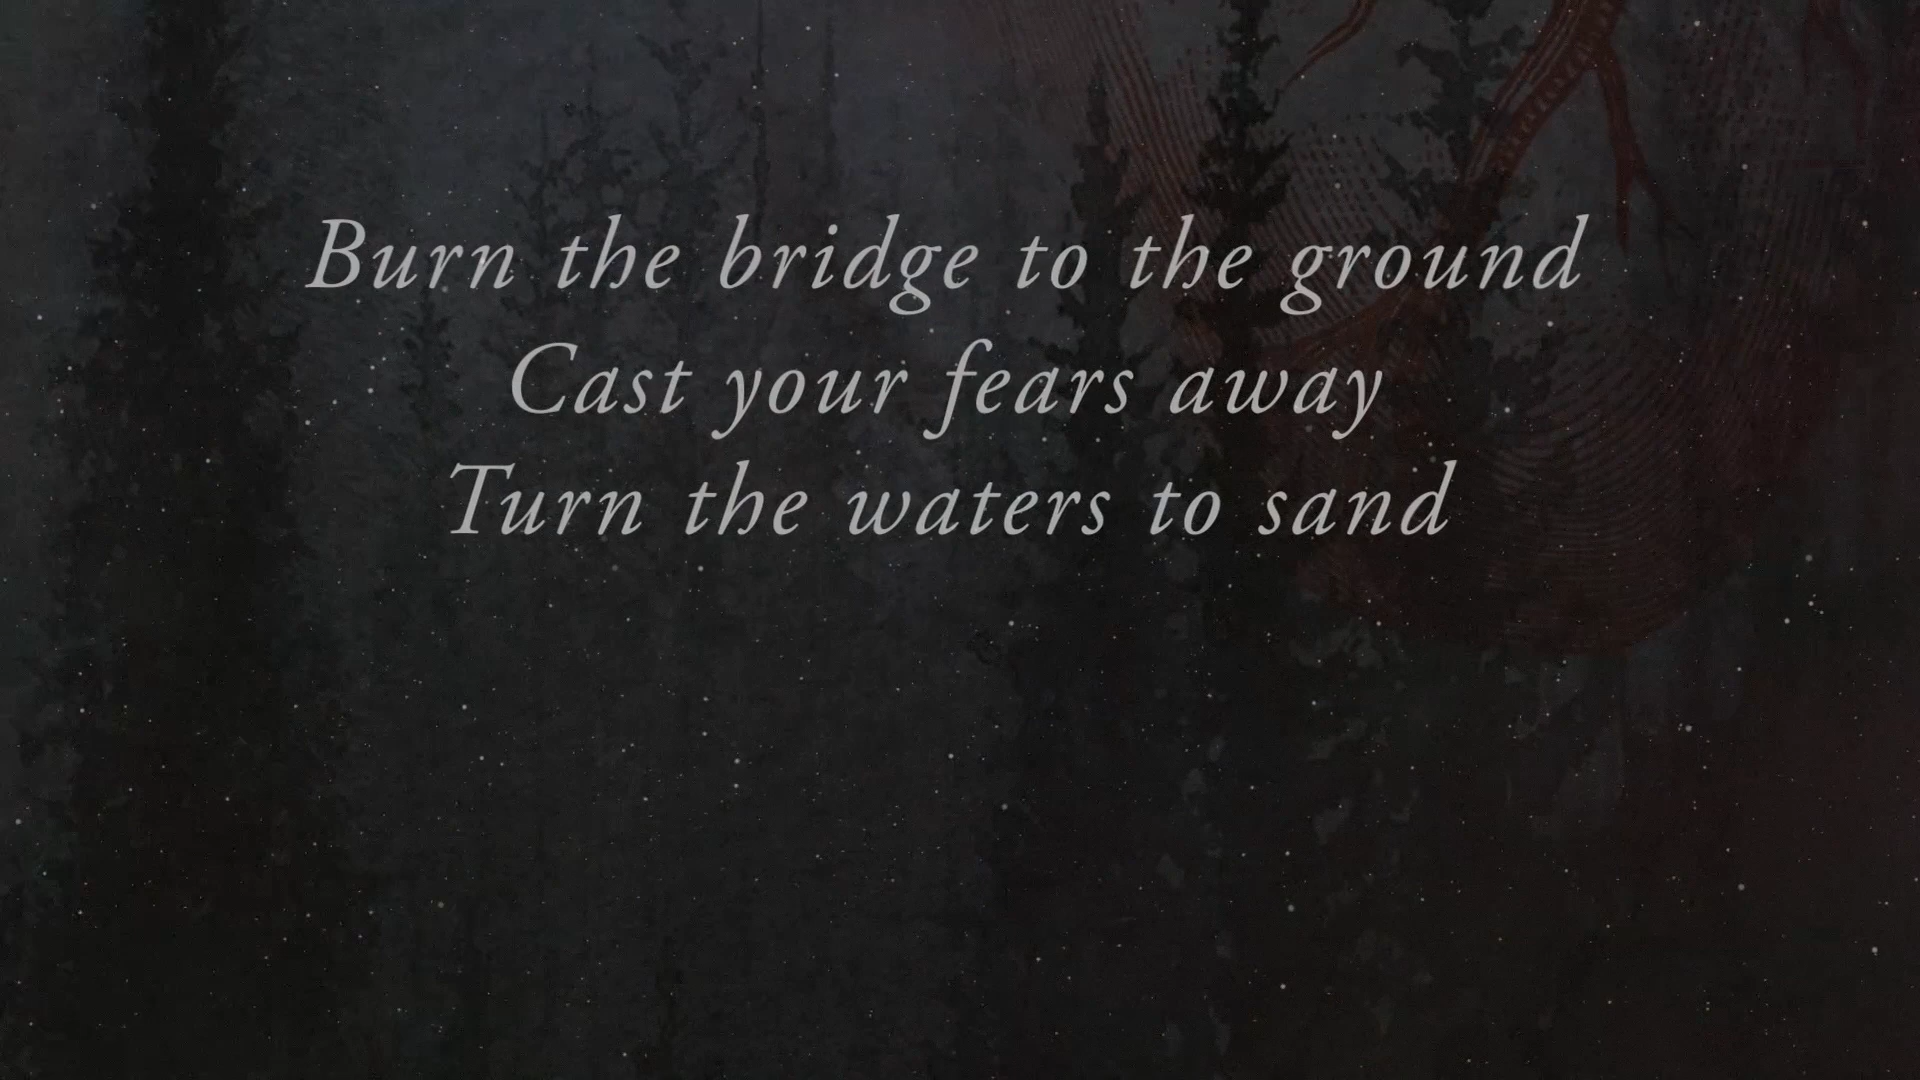 Burn the bridge to the ground
Cast your fears away
Turn the waters to sand